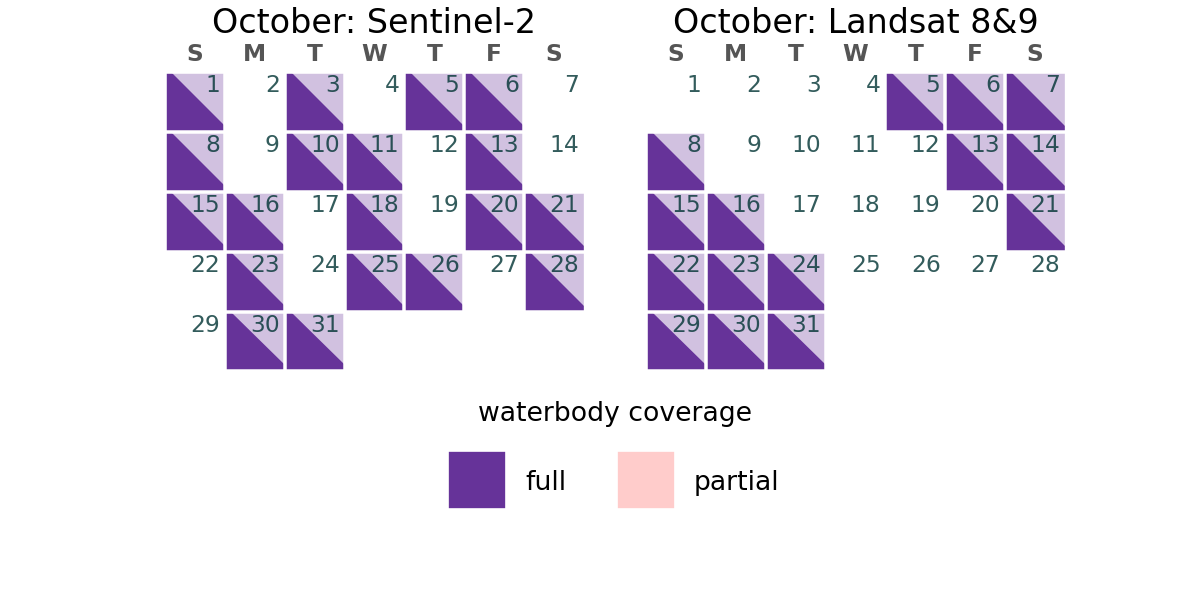 October: Sentinel-2
S M T W T F S
1 2 3 4 5 6 7
8 9 10 11 12 13 14
15 16 17 18 19 20 21
22 23 24 25 26 27 28
29 30 31
October: Landsat 8&9
S M T W T F S
1 2 3 4 5 6 7
8 9 10 11 12 13 14
15 16 17 18 19 20 21
22 23 24 25 26 27 28
29 30 31
waterbody coverage
full partial